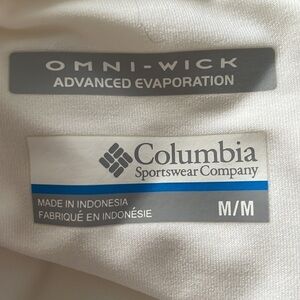 OMNI-WICK
ADVANCED EVAPORATION
Columbia
Sportswear Company
MADE IN INDONESIA
FABRIQUÉ EN INDONÉSIE
M/M